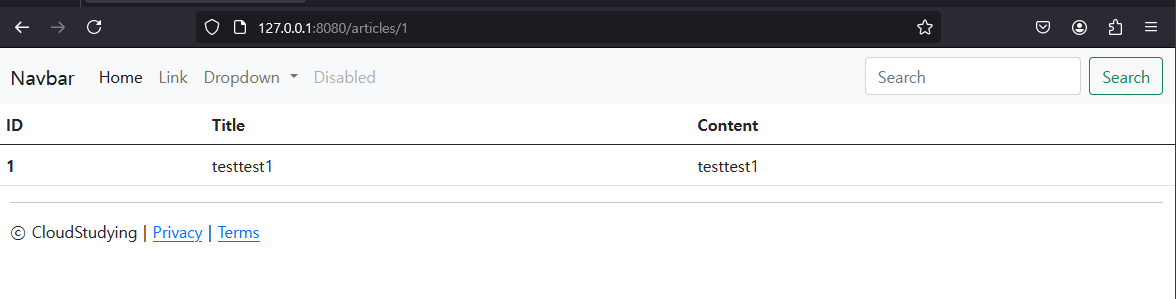 127.0.0.1:8080/articles/1
Navbar Home Link Dropdown Disabled Search Search
ID Title Content
1 testtest1 testtest1
ⓒ CloudStudying | Privacy | Terms